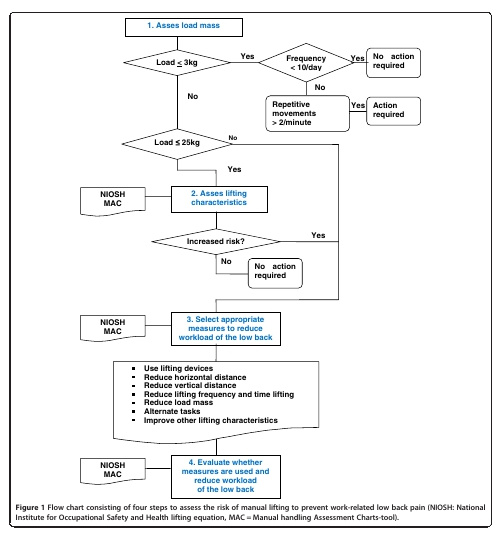 1. Asses load mass
Load ≤ 3kg
Yes
Frequency
< 10/day
Yes
No action
required
No
No
Repetitive
movements
> 2/minute
Yes
Action
required
Load ≤ 25kg
No
Yes
NIOSH
MAC
2. Asses lifting
characteristics
Increased risk?
Yes
No
No action
required
NIOSH
MAC
3. Select appropriate
measures to reduce
workload of the low back
▪ Use lifting devices
▪ Reduce horizontal distance
▪ Reduce vertical distance
▪ Reduce lifting frequency and time lifting
▪ Reduce load mass
▪ Alternate tasks
▪ Improve other lifting characteristics
NIOSH
MAC
4. Evaluate whether
measures are used and
reduce workload
of the low back
Figure 1 Flow chart consisting of four steps to assess the risk of manual lifting to prevent work-related low back pain (NIOSH: National
Institute for Occupational Safety and Health lifting equation, MAC = Manual handling Assessment Charts-tool).